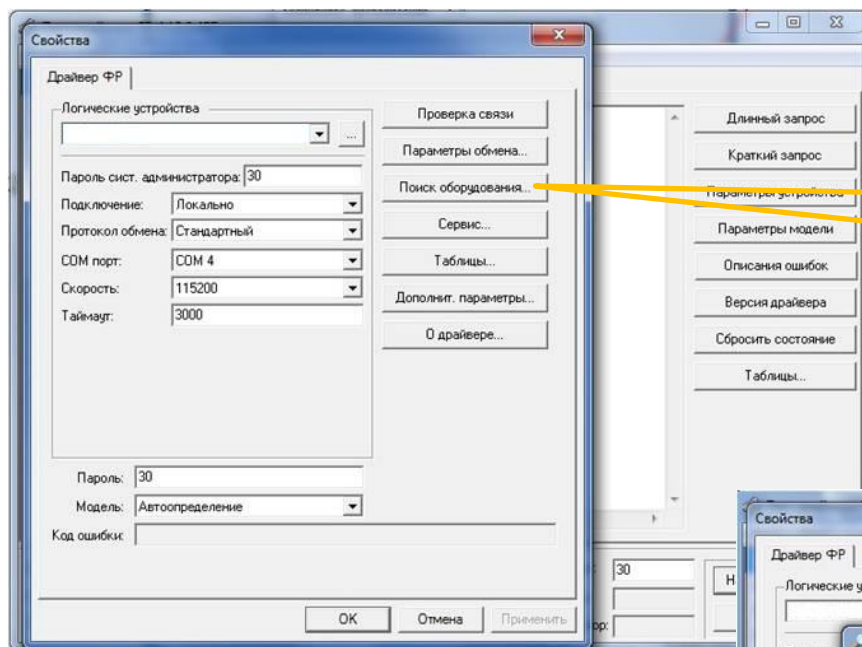 Свойства
Драйвер ФР
Логические устройства
...
Пароль сист. администратора: 30
Подключение: Локально
Протокол обмена: Стандартный
COM порт: COM 4
Скорость: 115200
Таймаут: 3000
Проверка связи
Параметры обмена...
Поиск оборудования...
Сервис...
Таблицы...
Дополнит. параметры...
О драйвере...
Пароль: 30
Модель: Автоопределение
Код ошибки:
OK
Отмена
Применить
Длинный запрос
Краткий запрос
Параметры устройства
Параметры модели
Описания ошибок
Версия драйвера
Сбросить состояние
Таблицы...
30
Свойства
Драйвер ФР